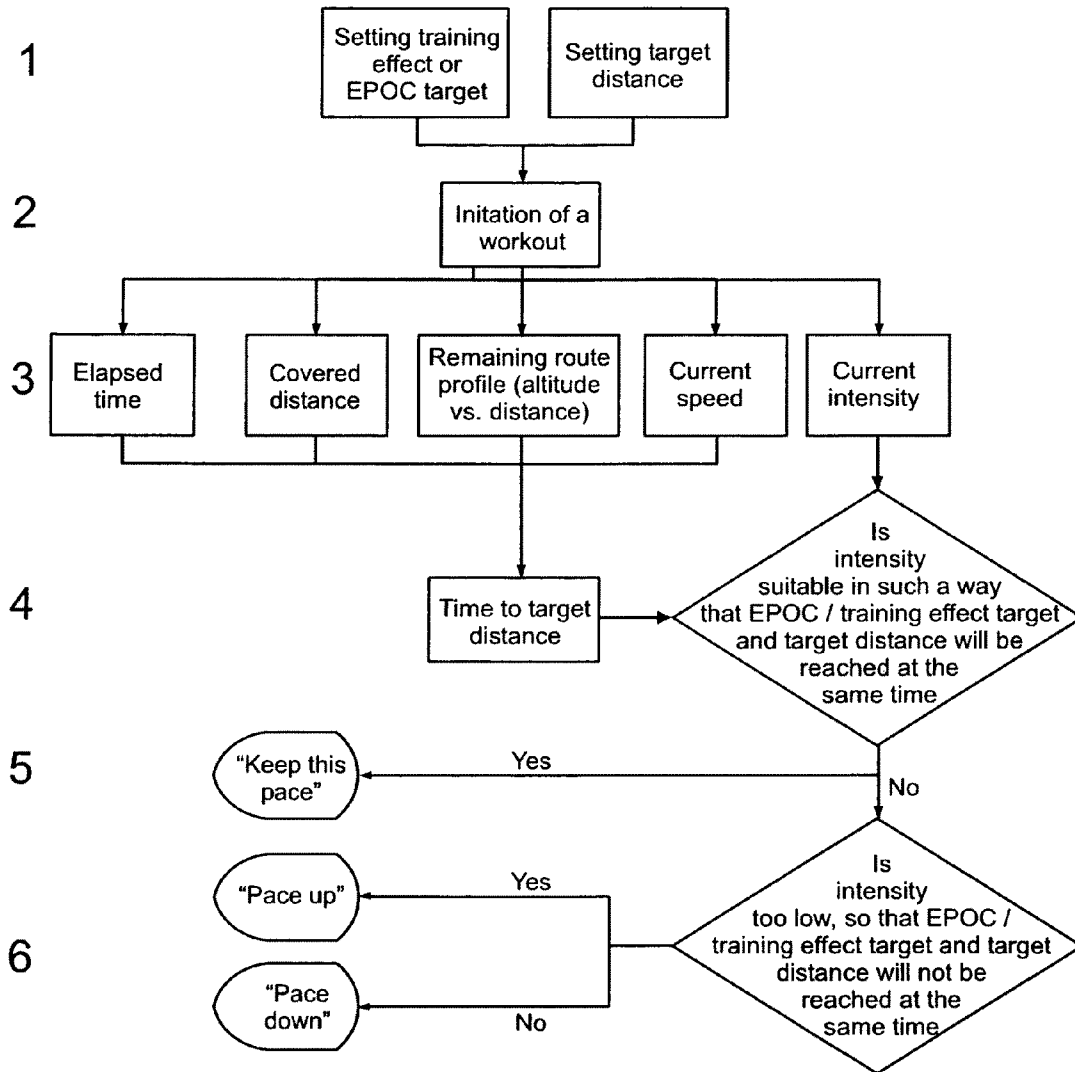 1
Setting training
effect or
EPOC target
Setting target
distance
2
Initation of a
workout
3
Elapsed
time
Covered
distance
Remaining route
profile (altitude
vs. distance)
Current
speed
Current
intensity
4
Time to target
distance
Is
intensity
suitable in such a way
that EPOC / training effect target
and target distance will be
reached at the
same time
5
“Keep this
pace”
Yes
No
6
“Pace up”
Yes
“Pace
down”
No
Is
intensity
too low, so that EPOC /
training effect target and target
distance will not be
reached at the
same time